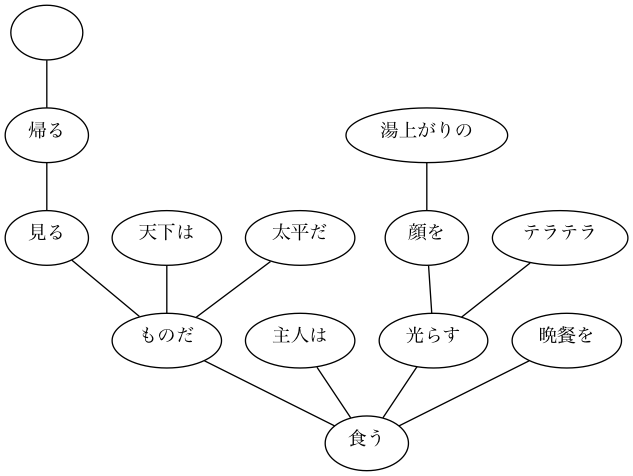 帰る
湯上がりの
見る
天下は
太平だ
顔を
テラテラ
ものだ
主人は
光らす
晩餐を
食う